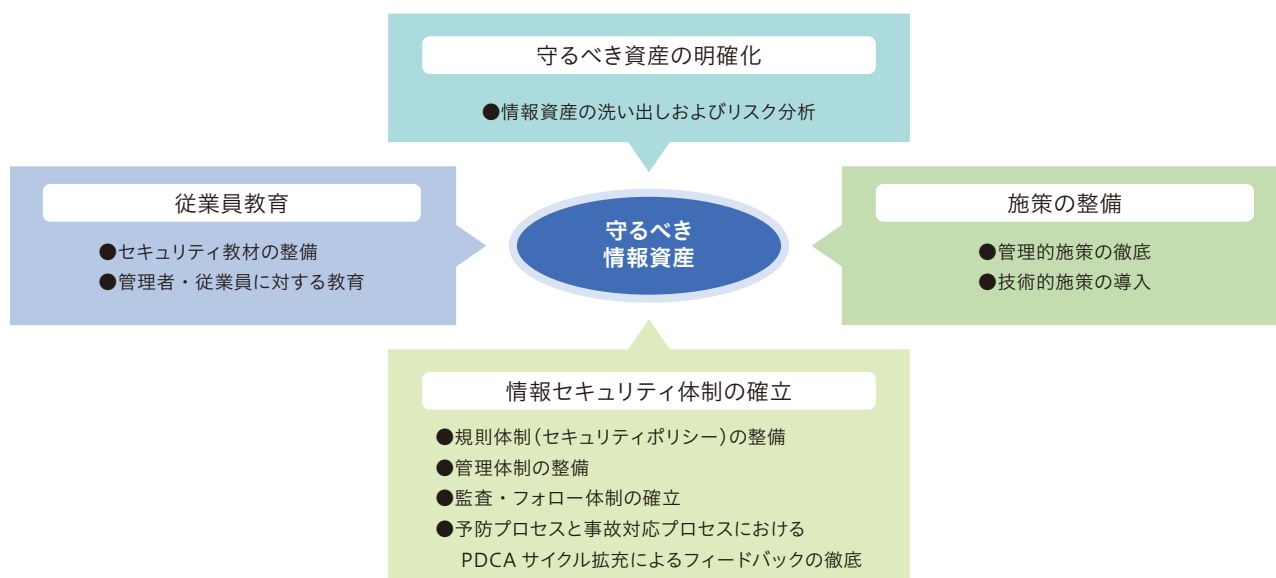 守るべき資産の明確化
●情報資産の洗い出しおよびリスク分析
従業員教育
●セキュリティ教材の整備
●管理者・従業員に対する教育
守るべき
情報資産
施策の整備
●管理的施策の徹底
●技術的施策の導入
情報セキュリティ体制の確立
●規則体制(セキュリティポリシー)の整備
●管理体制の整備
●監査・フォロー体制の確立
●予防プロセスと事故対応プロセスにおける
PDCA サイクル拡充によるフィードバックの徹底